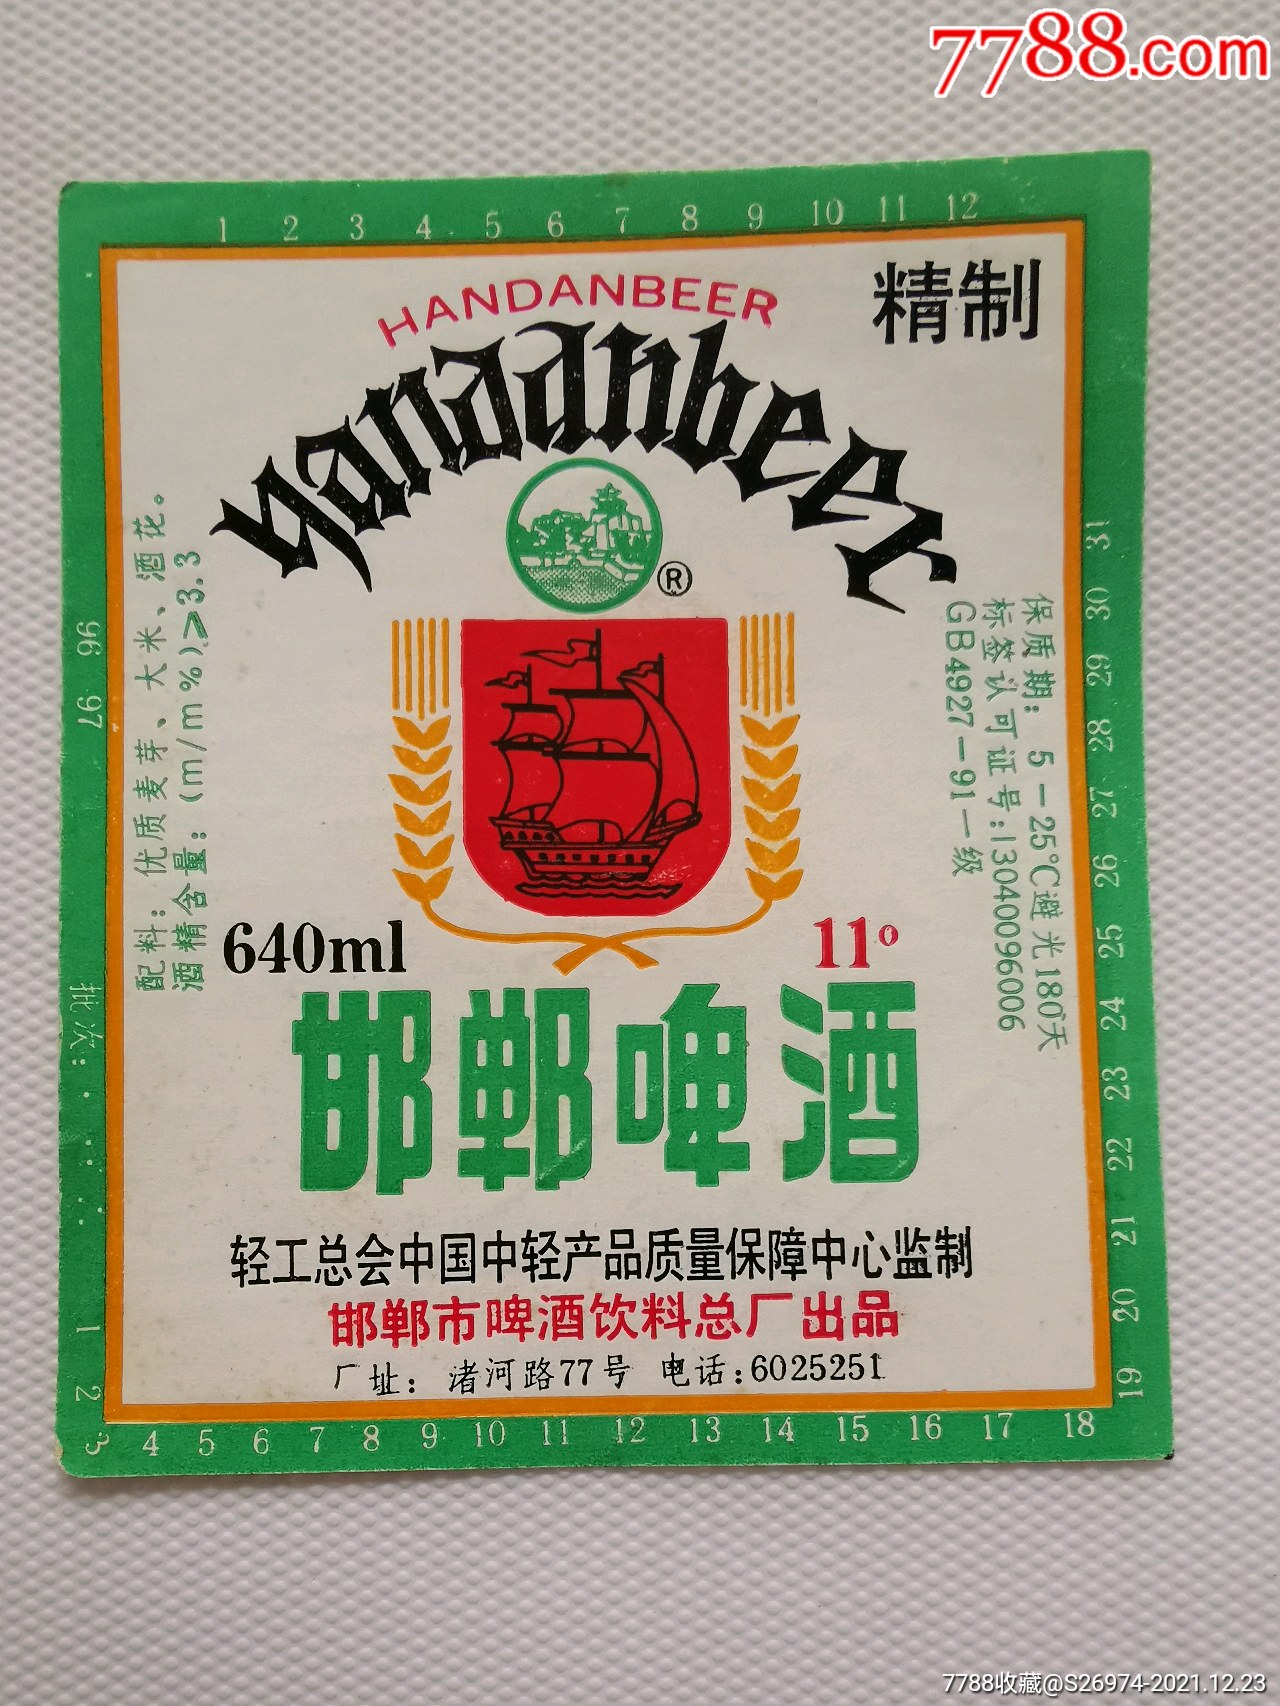 7788.com
1 2 3 4 5 6 7 8 9 10 11 12
精制
HANDANBEER
handanbeer
®
配料：优质麦芽、大米、酒花。
酒精含量：(m/m%)≥3.3
保质期：5－25℃避光180天
标签认可证号:1304009606
GB4927－91一级
640ml
11°
邯郸啤酒
轻工总会中国中轻产品质量保障中心监制
邯郸市啤酒饮料总厂出品
厂址：渚河路77号 电话:6025251
96 97
批次:
1 2 3 4 5 6 7 8 9 10 11 12 13 14 15 16 17 18 19 20 21 22 23 24 25 26 27 28 29 30 31
7788收藏@S26974-2021.12.23